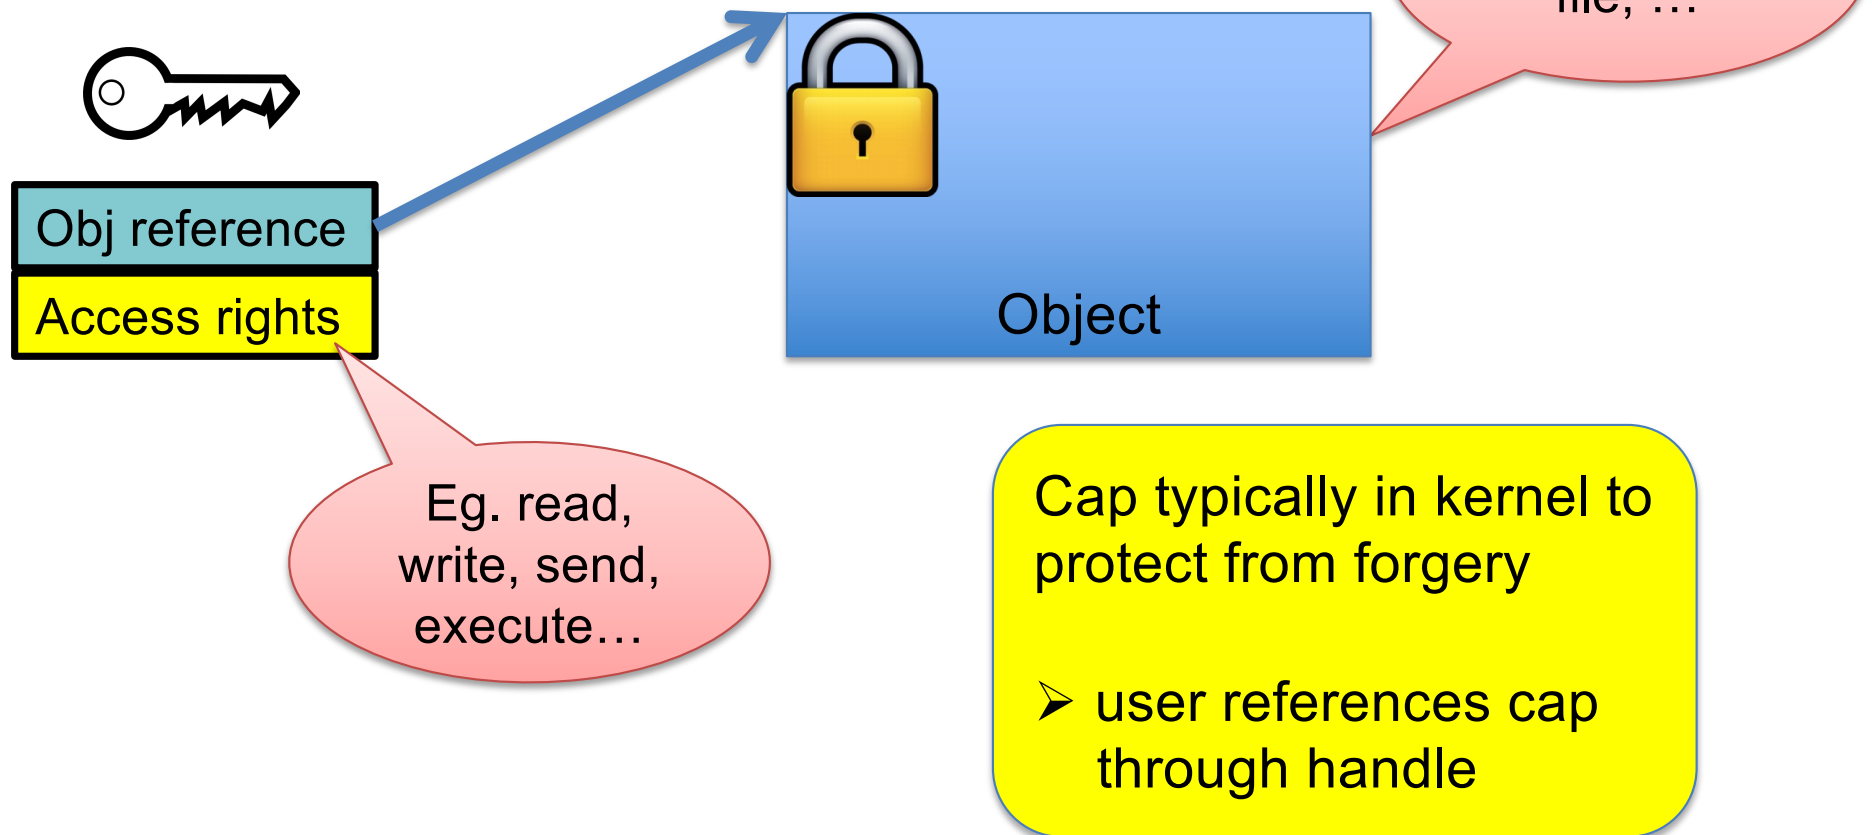 file, …
Obj reference
Access rights
Object
Eg. read,
write, send,
execute…
Cap typically in kernel to
protect from forgery
➢ user references cap
through handle